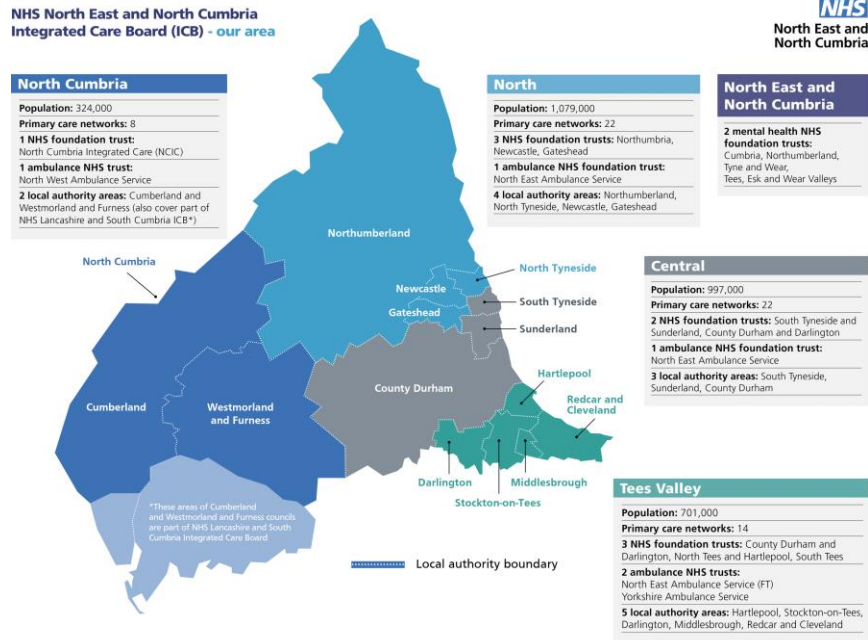 NHS North East and North Cumbria
Integrated Care Board (ICB) - our area
NHS
North East and
North Cumbria
North Cumbria
Population: 324,000
Primary care networks: 8
1 NHS foundation trust:
North Cumbria Integrated Care (NCIC)
1 ambulance NHS trust:
North West Ambulance Service
2 local authority areas: Cumberland and
Westmorland and Furness (also cover part of
NHS Lancashire and South Cumbria ICB*)
North
Population: 1,079,000
Primary care networks: 22
3 NHS foundation trusts: Northumbria,
Newcastle, Gateshead
1 ambulance NHS foundation trust:
North East Ambulance Service
4 local authority areas: Northumberland,
North Tyneside, Newcastle, Gateshead
North East and
North Cumbria
2 mental health NHS
foundation trusts:
Cumbria, Northumberland,
Tyne and Wear,
Tees, Esk and Wear Valleys
Northumberland
North Cumbria
North Tyneside
Newcastle
South Tyneside
Gateshead
Sunderland
County Durham
Hartlepool
Redcar and
Cleveland
Cumberland
Westmorland
and Furness
Darlington
Middlesbrough
Stockton-on-Tees
*These areas of Cumberland
and Westmorland and Furness councils
are part of NHS Lancashire and South
Cumbria Integrated Care Board
Local authority boundary
Central
Population: 997,000
Primary care networks: 22
2 NHS foundation trusts: South Tyneside and
Sunderland, County Durham and Darlington
1 ambulance NHS foundation trust:
North East Ambulance Service
3 local authority areas: South Tyneside,
Sunderland, County Durham
Tees Valley
Population: 701,000
Primary care networks: 14
3 NHS foundation trusts: County Durham and
Darlington, North Tees and Hartlepool, South Tees
2 ambulance NHS trusts:
North East Ambulance Service (FT)
Yorkshire Ambulance Service
5 local authority areas: Hartlepool, Stockton-on-Tees,
Darlington, Middlesbrough, Redcar and Cleveland